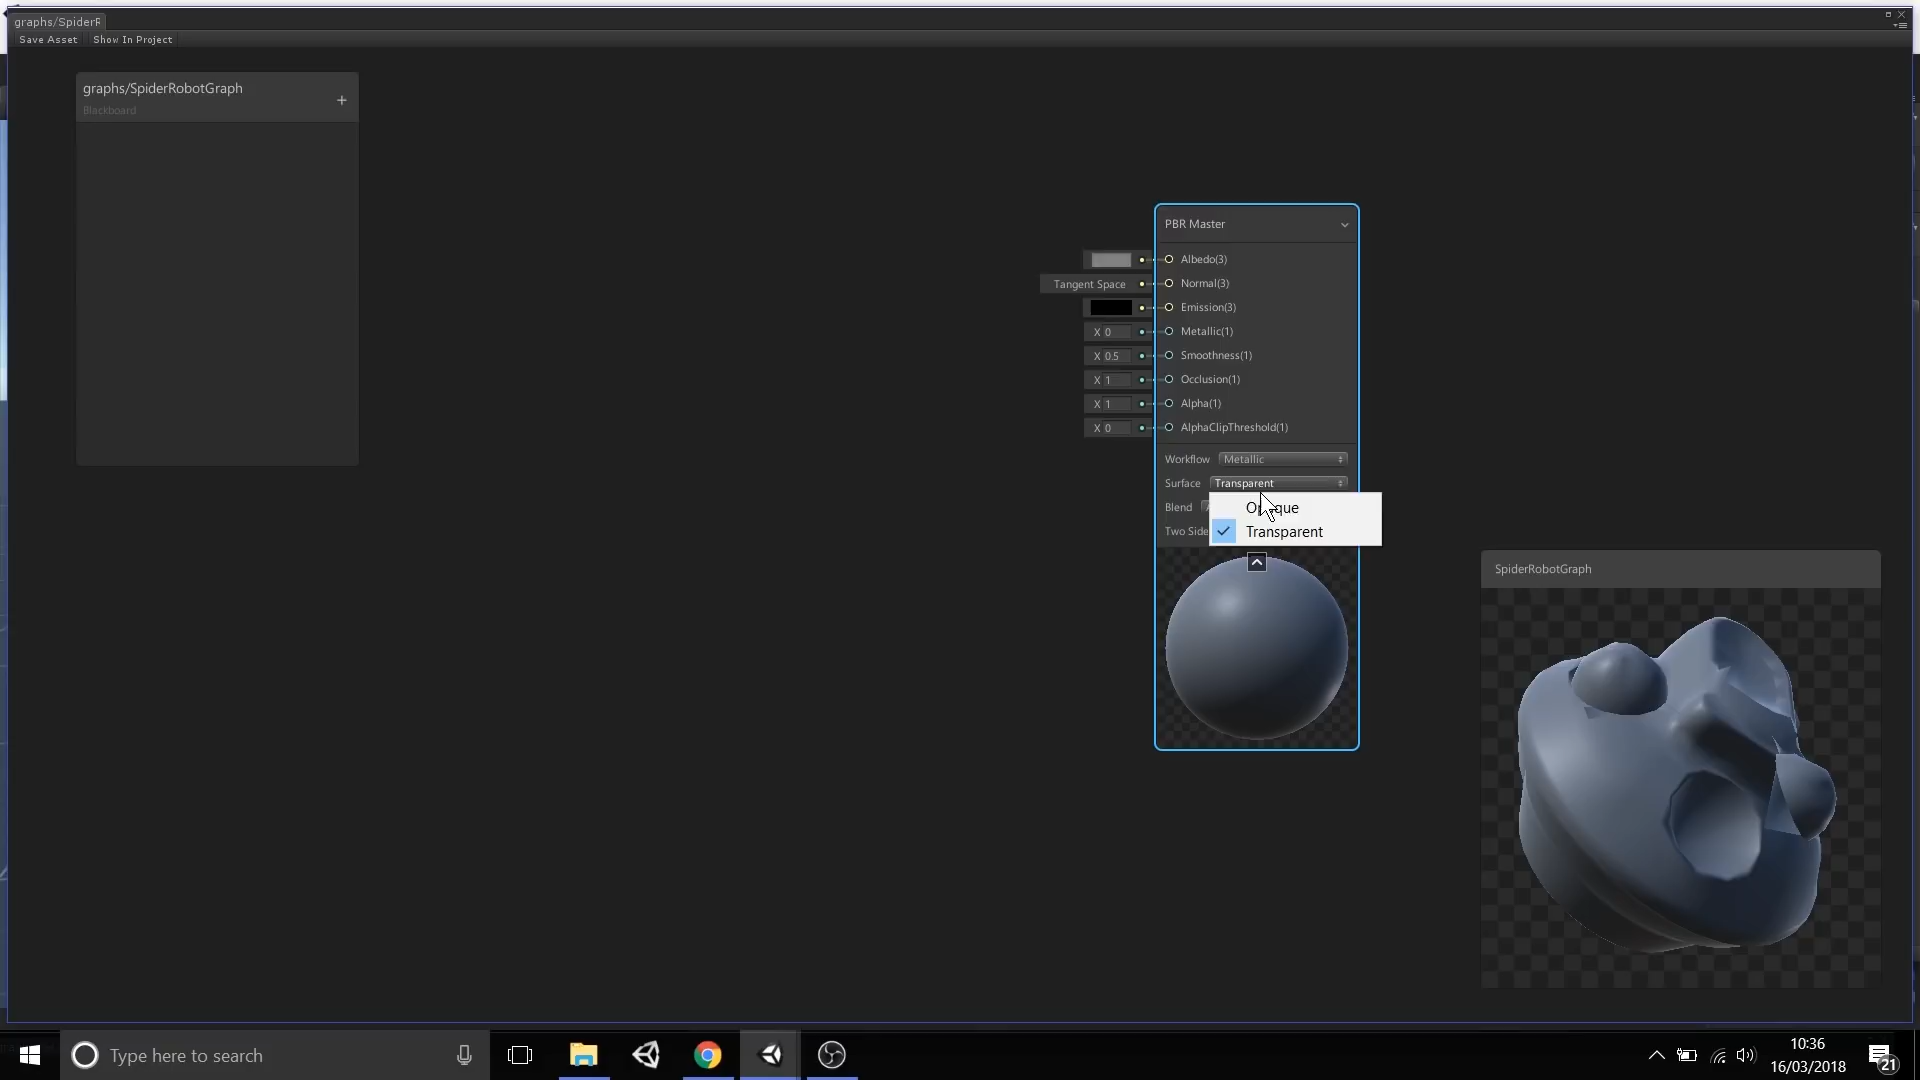 graphs/SpiderR
Save Asset Show In Project
graphs/SpiderRobotGraph
+
Blackboard
PBR Master
Albedo(3)
Tangent Space Normal(3)
Emission(3)
X 0 Metallic(1)
X 0.5 Smoothness(1)
X 1 Occlusion(1)
X 1 Alpha(1)
X 0 AlphaClipThreshold(1)
Workflow Metallic
Surface Transparent
Blend
Two Side
Transparent
SpiderRobotGraph
Type here to search
10:36
16/03/2018
21